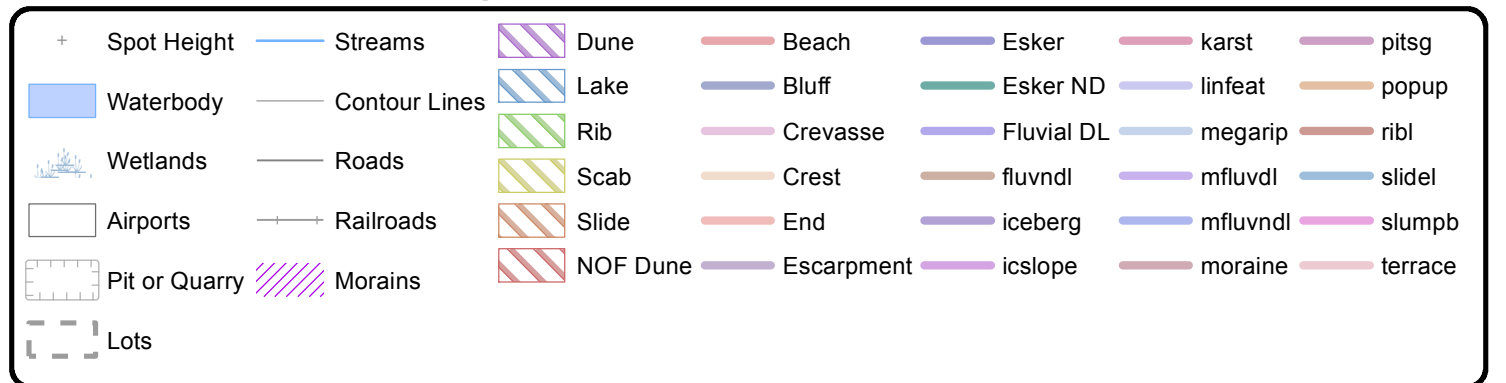 Spot Height
Waterbody
Wetlands
Airports
Pit or Quarry
Lots
Streams
Contour Lines
Roads
Railroads
Morains
Dune
Lake
Rib
Scab
Slide
NOF Dune
Beach
Bluff
Crevasse
Crest
End
Escarpment
Esker
Esker ND
Fluvial DL
fluvndl
iceberg
icslope
karst
linfeat
megarip
mfluvdl
mfluvndl
moraine
pitsg
popup
ribl
slidel
slumpb
terrace